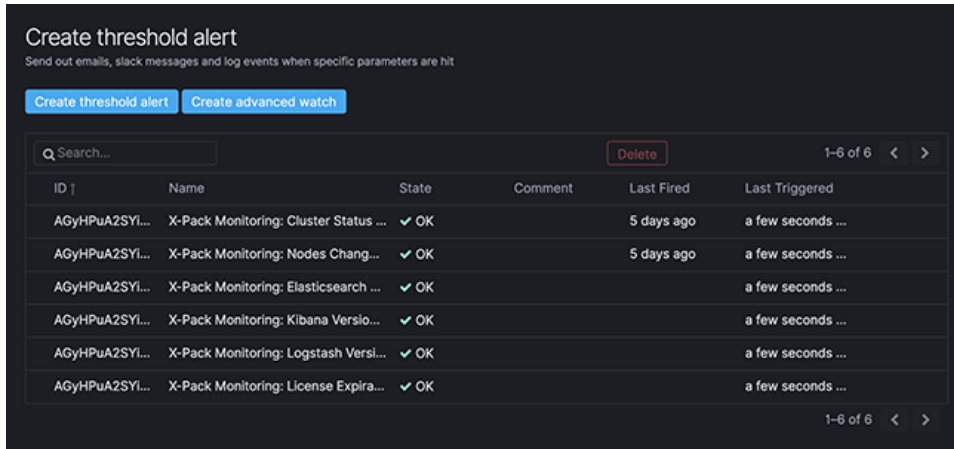 Create threshold alert
Send out emails, slack messages and log events when specific parameters are hit
Create threshold alert Create advanced watch
Search... Delete 1–6 of 6
ID Name State Comment Last Fired Last Triggered
AGyHPuA2SYi... X-Pack Monitoring: Cluster Status ... OK 5 days ago a few seconds ...
AGyHPuA2SYi... X-Pack Monitoring: Nodes Chang... OK 5 days ago a few seconds ...
AGyHPuA2SYi... X-Pack Monitoring: Elasticsearch ... OK a few seconds ...
AGyHPuA2SYi... X-Pack Monitoring: Kibana Versio... OK a few seconds ...
AGyHPuA2SYi... X-Pack Monitoring: Logstash Versi... OK a few seconds ...
AGyHPuA2SYi... X-Pack Monitoring: License Expira... OK a few seconds ...
1–6 of 6